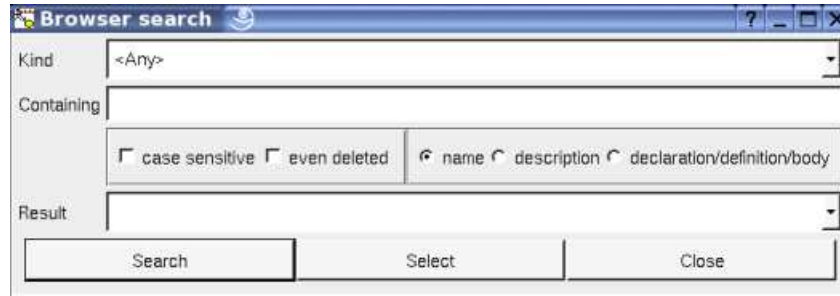 Browser search
Kind <Any>
Containing
case sensitive even deleted name description declaration/definition/body
Result
Search Select Close